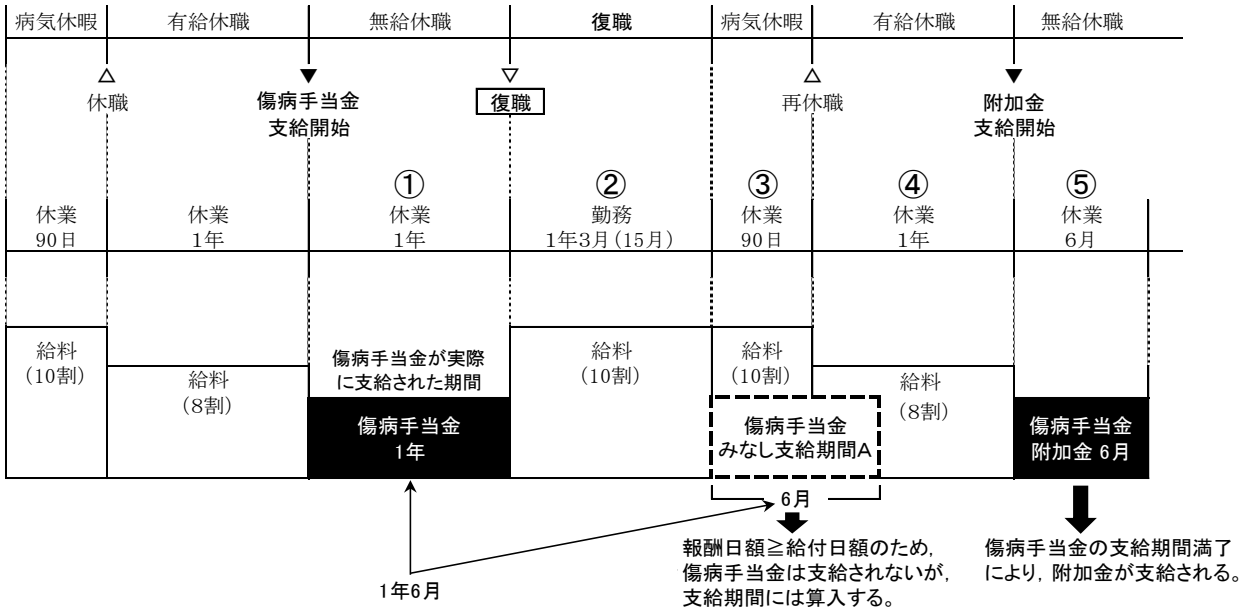 病気休暇 有給休職 無給休職 復職 病気休暇 有給休職 無給休職
△ ▼ ▽ △ ▼
休職 傷病手当金 復職 再休職 附加金
支給開始 支給開始
① ② ③ ④ ⑤
休業 休業 休業 勤務 休業 休業 休業
90日 1年 1年 1年3月(15月) 90日 1年 6月
給料 傷病手当金が実際 給料 給料
(10割) に支給された期間 (10割) (10割)
給料 給料
(8割) (8割)
傷病手当金 傷病手当金 傷病手当金
1年 みなし支給期間A 附加金 6月
6月
報酬日額≧給付日額のため, 傷病手当金の支給期間満了
傷病手当金は支給されないが, により, 附加金が支給される。
1年6月
支給期間には算入する。